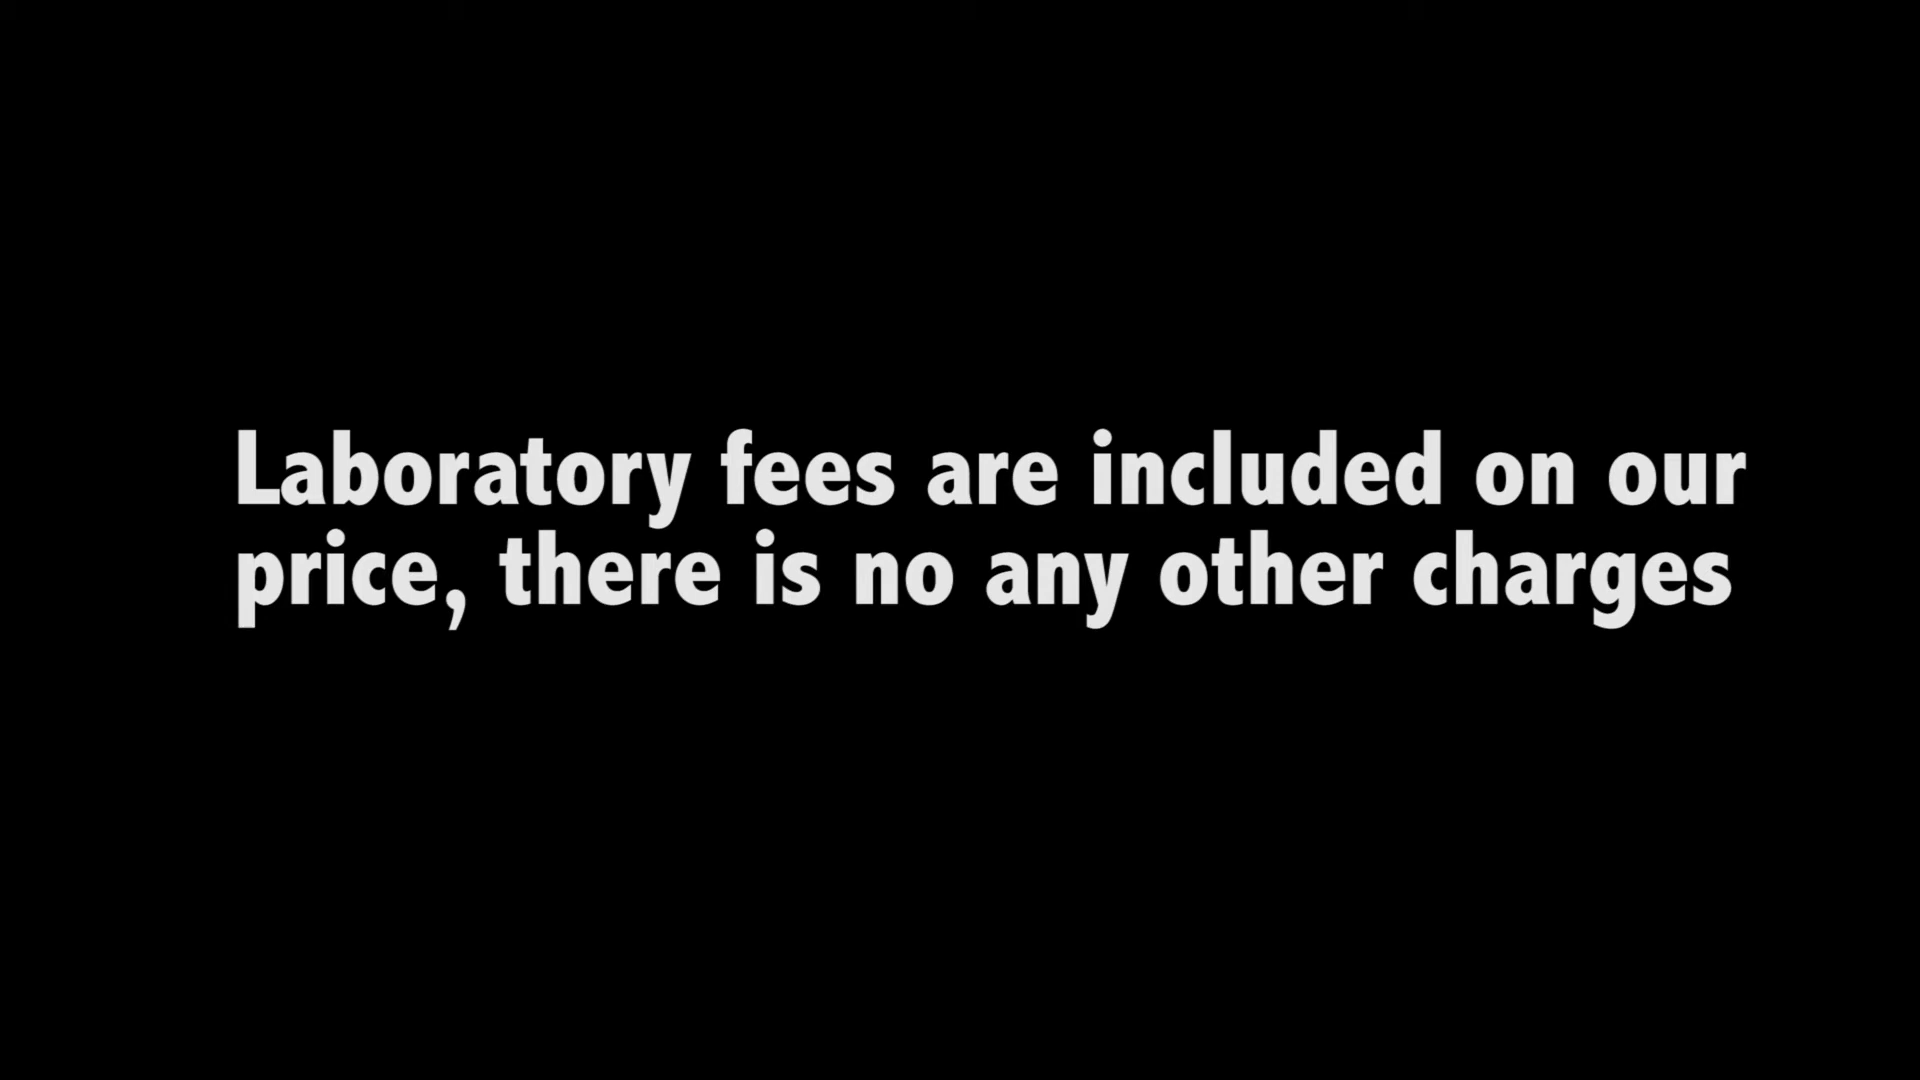 Laboratory fees are included on our
price, there is no any other charges